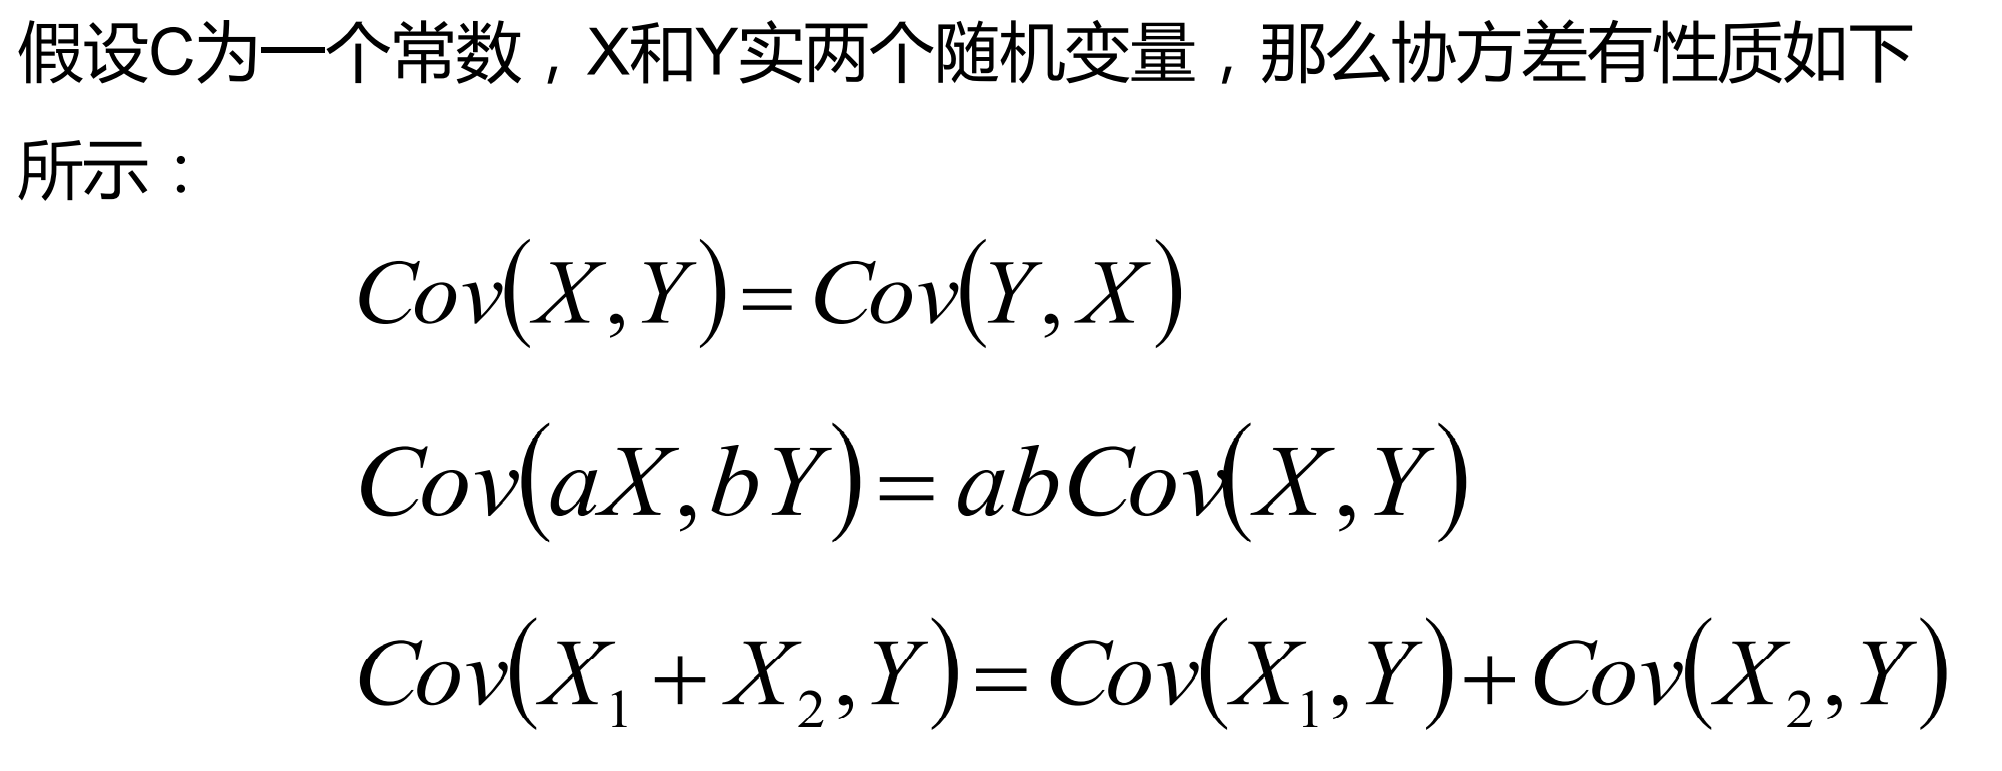 假设C为一个常数，X和Y实两个随机变量，那么协方差有性质如下
所示：
Cov(X,Y)=Cov(Y,X)
Cov(aX,bY)=abCov(X,Y)
Cov(X₁+X₂,Y)=Cov(X₁,Y)+Cov(X₂,Y)